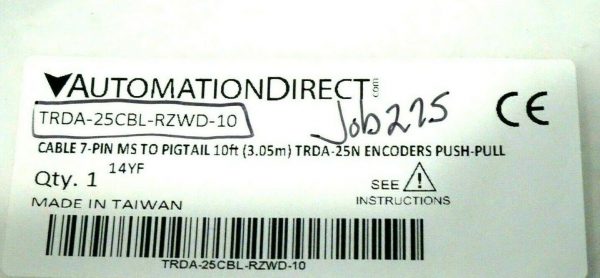 AUTOMATIONDIRECT.com
TRDA-25CBL-RZWD-10
Job 225
CE
CABLE 7-PIN MS TO PIGTAIL 10ft (3.05m) TRDA-25N ENCODERS PUSH-PULL
Qty. 1 14YF
SEE
INSTRUCTIONS
MADE IN TAIWAN
TRDA-25CBL-RZWD-10